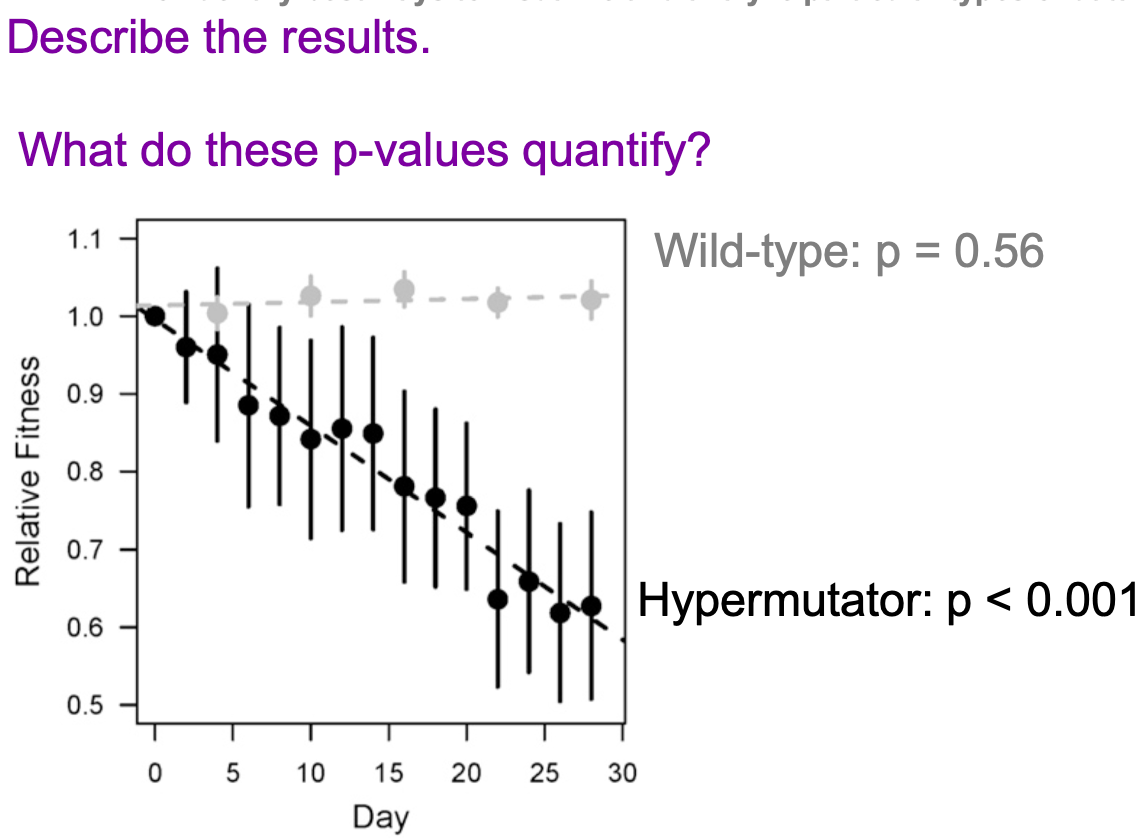 Describe the results.
What do these p-values quantify?
Wild-type: p = 0.56
Hypermutator: p < 0.001
Relative Fitness
1.1
1.0
0.9
0.8
0.7
0.6
0.5
0 5 10 15 20 25 30
Day